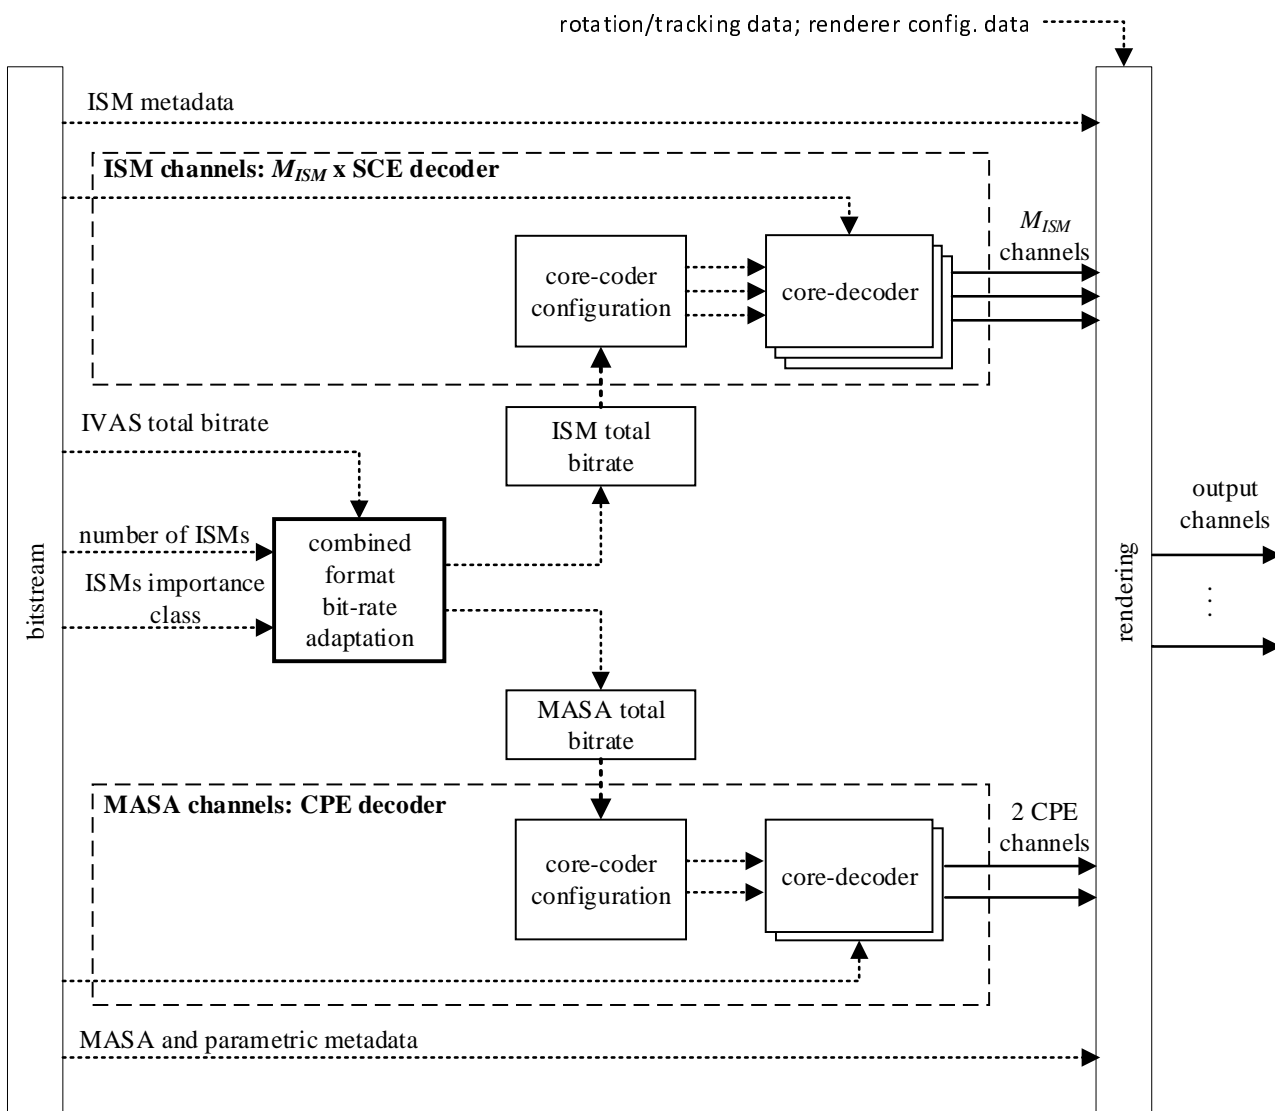 rotation/tracking data; renderer config. data
ISM metadata
ISM channels: M_ISM x SCE decoder
M_ISM
channels
core-coder
configuration
core-decoder
IVAS total bitrate
ISM total
bitrate
number of ISMs
ISMs importance
class
combined
format
bit-rate
adaptation
bitstream
rendering
output
channels
. . .
MASA total
bitrate
MASA channels: CPE decoder
2 CPE
channels
core-coder
configuration
core-decoder
MASA and parametric metadata